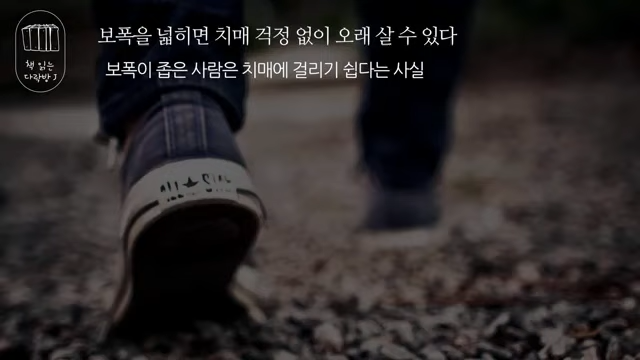 책 읽는
다락방 J
보폭을 넓히면 치매 걱정 없이 오래 살 수 있다
보폭이 좁은 사람은 치매에 걸리기 쉽다는 사실